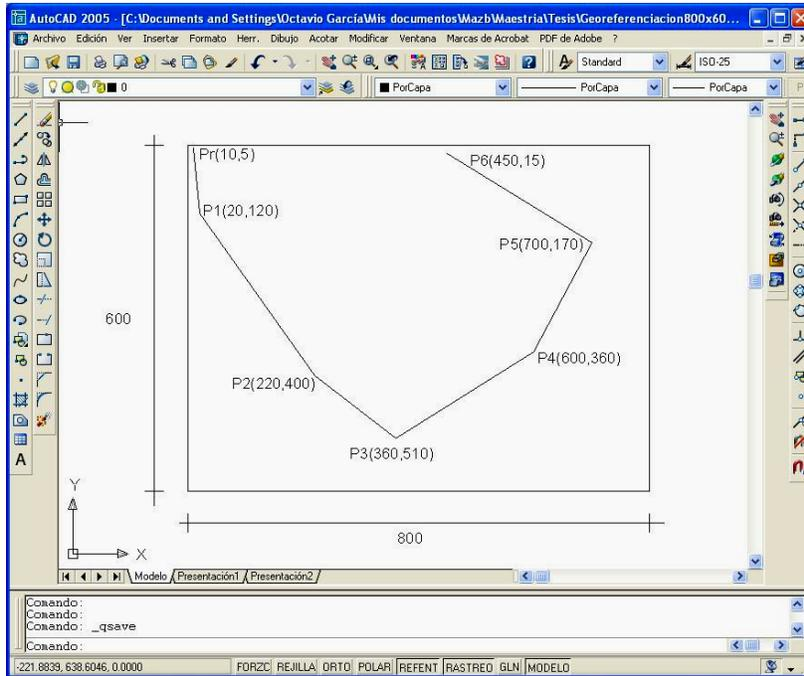 AutoCAD 2005 - [C:\Documents and Settings\Octavio García\Mis documentos\Mazb\Maestria\Tesis\Georeferenciacion800x60...
Archivo Edición Ver Insertar Formato Herr. Dibujo Acotar Modificar Ventana Marcas de Acrobat PDF de Adobe ?
Standard ISO-25
0 PorCapa PorCapa PorCapa
Pr(10,5)
P6(450,15)
P1(20,120)
P5(700,170)
600
P4(600,360)
P2(220,400)
P3(360,510)
Y
800
X
Modelo Presentación1 Presentación2
Comando:
Comando:
Comando: _qsave
Comando:
-221.8839, 638.6046, 0.0000 FORZC REJILLA ORTO POLAR REFENT RASTREO GLN MODELO